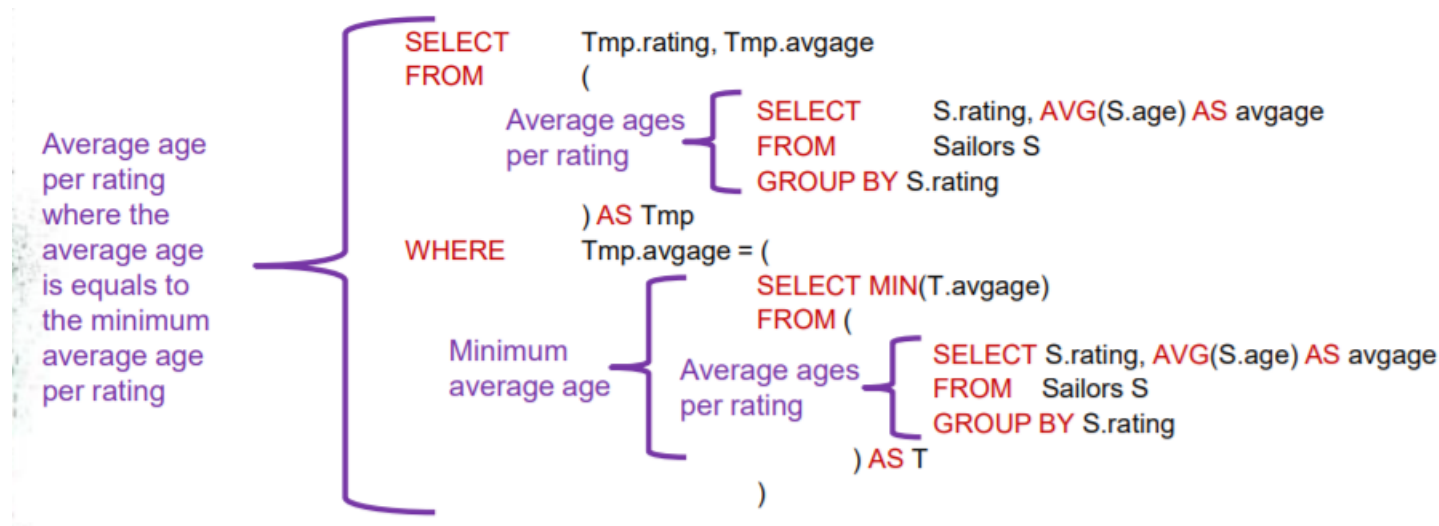 SELECT Tmp.rating, Tmp.avgage
FROM (
Average ages
per rating
SELECT S.rating, AVG(S.age) AS avgage
FROM Sailors S
GROUP BY S.rating
) AS Tmp
WHERE Tmp.avgage = (
Average age
per rating
where the
average age
is equals to
the minimum
average age
per rating
Minimum
average age
SELECT MIN(T.avgage)
FROM (
Average ages
per rating
SELECT S.rating, AVG(S.age) AS avgage
FROM Sailors S
GROUP BY S.rating
) AS T
)